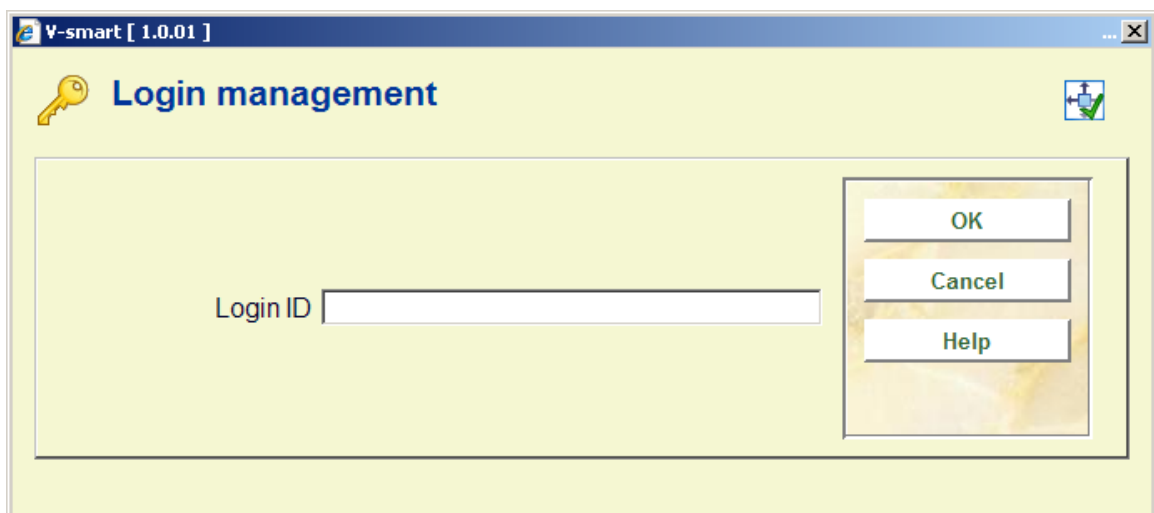 V-smart [ 1.0.01 ]
...
Login management
OK
Cancel
Login ID
Help